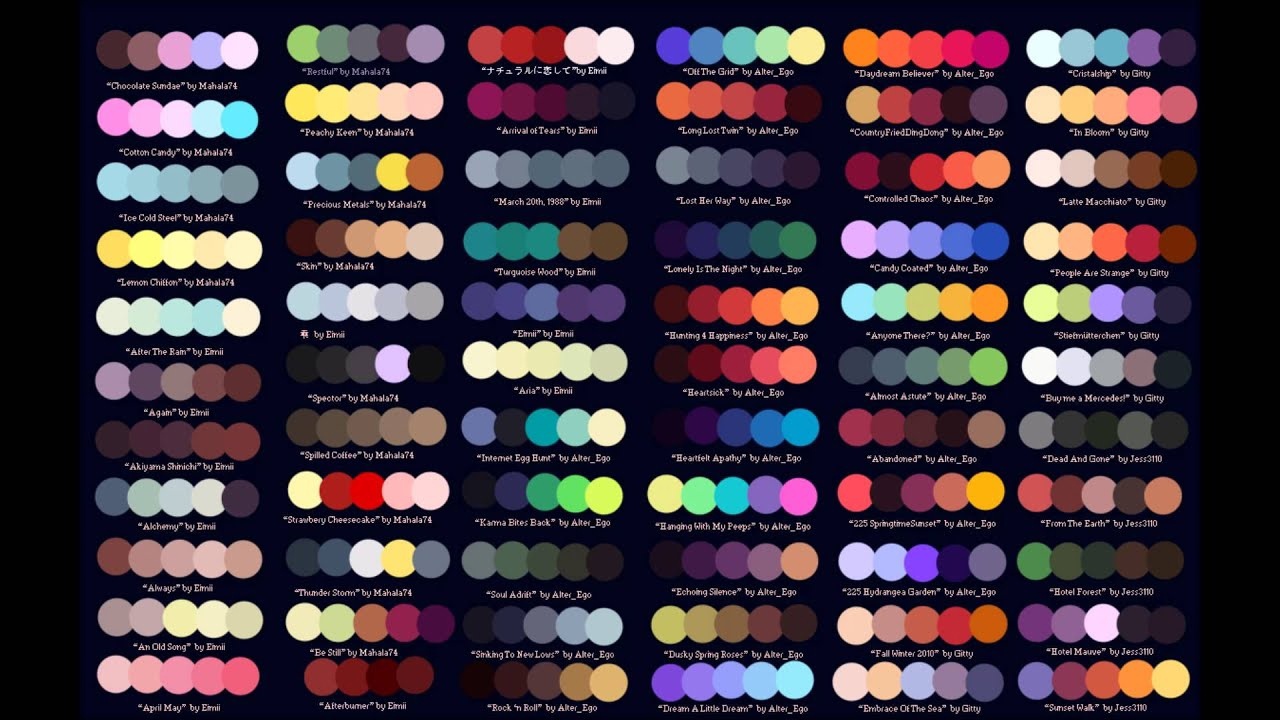 "Chocolate Sundae" by Mahala74
"Cotton Candy" by Mahala74
"Ice Cold Steel" by Mahala74
"Lemon Chiffon" by Mahala74
"After The Rain" by Eimii
"Again" by Eimii
"Akiyama Shinichi" by Eimii
"Alchemy" by Eimii
"Always" by Eimii
"An Old Song" by Eimii
"April May" by Eimii
"Restful" by Mahala74
"Peachy Keen" by Mahala74
"Precious Metals" by Mahala74
"Skin" by Mahala74
by Eimii
"Spector" by Mahala74
"Spilled Coffee" by Mahala74
"Strawbery Cheesecake" by Mahala74
"Thunder Storm" by Mahala74
"Be Still" by Mahala74
"Afterburner" by Eimii
"ナチュラルに恋して" by Eimii
"Arrival of Tears" by Eimii
"March 20th, 1988" by Eimii
"Turquoise Wood" by Eimii
"Eimii" by Eimii
"Aria" by Eimii
"Internet Egg Hunt" by Alter_Ego
"Karma Bites Back" by Alter_Ego
"Soul Adrift" by Alter_Ego
"Sinking To New Lows" by Alter_Ego
"Rock 'n Roll" by Alter_Ego
"Off The Grid" by Alter_Ego
"Long Lost Twin" by Alter_Ego
"Lost Her Way" by Alter_Ego
"Lonely Is The Night" by Alter_Ego
"Hunting 4 Happiness" by Alter_Ego
"Heartsick" by Alter_Ego
"Heartfelt Apathy" by Alter_Ego
"Hanging With My Peeps" by Alter_Ego
"Echoing Silence" by Alter_Ego
"Dusky Spring Roses" by Alter_Ego
"Dream A Little Dream" by Alter_Ego
"Daydream Believer" by Alter_Ego
"CountryFriedDingDong" by Alter_Ego
"Controlled Chaos" by Alter_Ego
"Candy Coated" by Alter_Ego
"Anyone There?" by Alter_Ego
"Almost Astute" by Alter_Ego
"Abandoned" by Alter_Ego
"225 SpringtimeSunset" by Alter_Ego
"225 Hydrangea Garden" by Alter_Ego
"Fall Winter 2010" by Gitty
"Embrace Of The Sea" by Gitty
"Cristalship" by Gitty
"In Bloom" by Gitty
"Latte Macchiato" by Gitty
"People Are Strange" by Gitty
"Stiefmütterchen" by Gitty
"Buy me a Mercedes!" by Gitty
"Dead And Gone" by Jess3110
"From The Earth" by Jess3110
"Hotel Forest" by Jess3110
"Hotel Mauve" by Jess3110
"Sunset Walk" by Jess3110